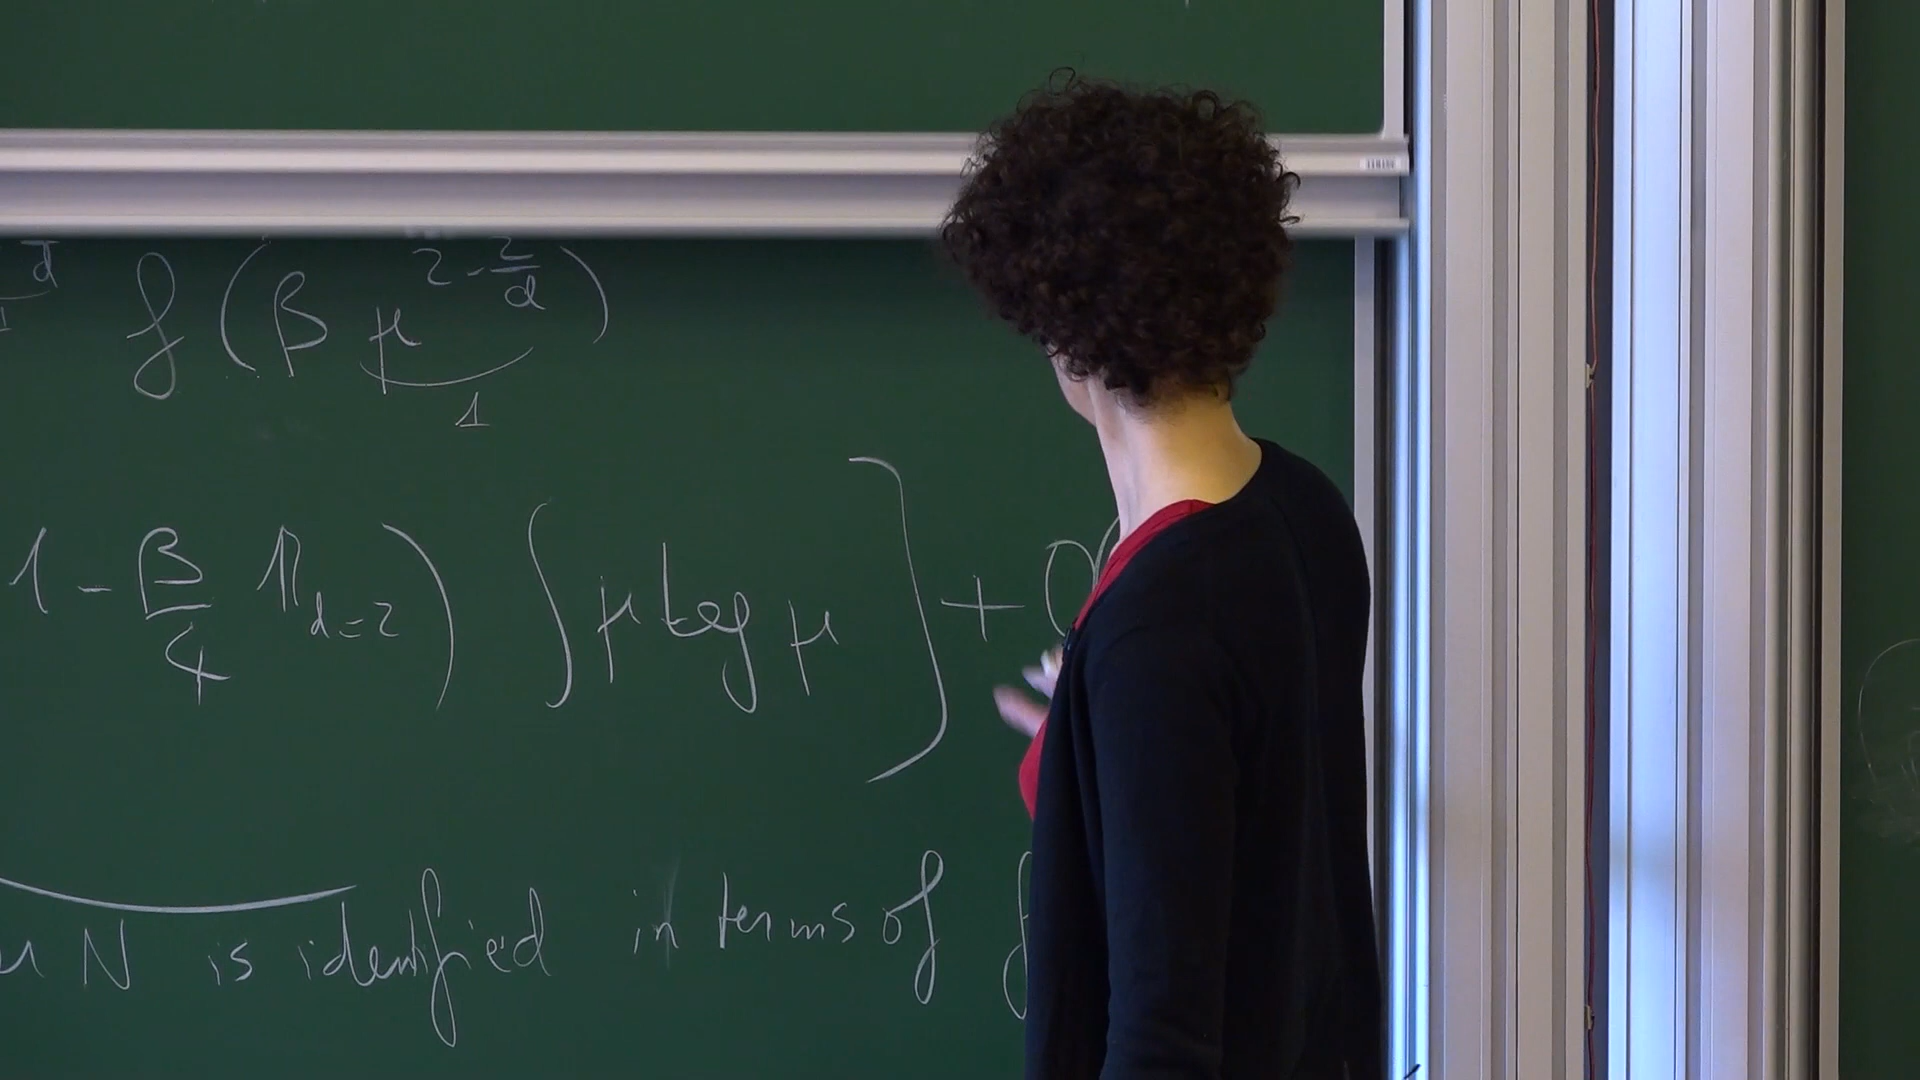 f(β μ^{2-2/d})
1
1 - β/4 𝟙_{d=2}) ∫μ log μ ] + O(
N is identified in terms of f